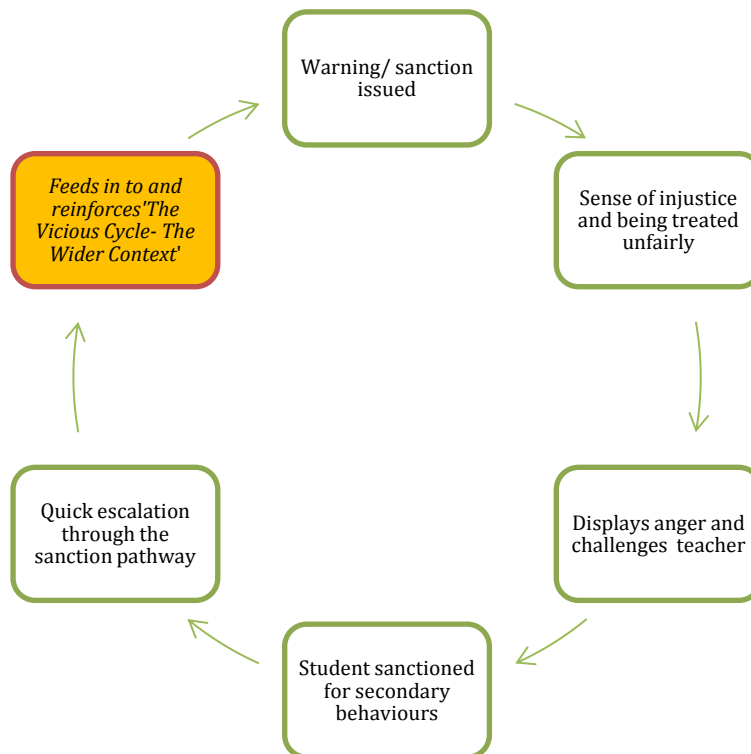 Warning/ sanction
issued
Sense of injustice
and being treated
unfairly
Displays anger and
challenges  teacher
Student sanctioned
for secondary
behaviours
Quick escalation
through the
sanction pathway
Feeds in to and
reinforces'The
Vicious Cycle- The
Wider Context'